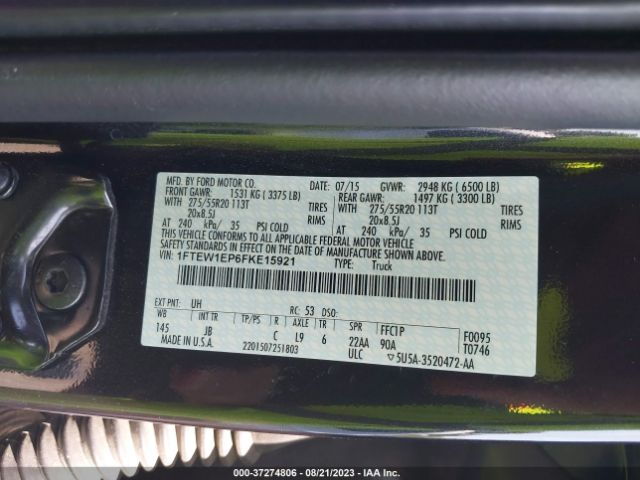 MFD. BY FORD MOTOR CO. DATE: 07/15 GVWR: 2948 KG ( 6500 LB)
FRONT GAWR: 1531 KG ( 3375 LB) REAR GAWR: 1497 KG ( 3300 LB)
WITH 275/55R20 113T TIRES WITH 275/55R20 113T TIRES
20x8.5J RIMS 20x8.5J RIMS
AT 240 kPa/ 35 PSI COLD AT 240 kPa/ 35 PSI COLD
THIS VEHICLE CONFORMS TO ALL APPLICABLE FEDERAL MOTOR VEHICLE
SAFETY STANDARDS IN EFFECT ON THE DATE OF MANUFACTURE SHOWN ABOVE.
VIN: 1FTEW1EP6FKE15921 TYPE: Truck
EXT PNT: UH RC: 53 DSO:
WB INT TR TP/PS R AXLE TR SPR FFC1P F0095
145 JB C L9 6 22AA 90A T0746
MADE IN U.S.A. 2201507251803 ULC 5U5A-3520472-AA
000-37274806 - 08/21/2023 - IAA Inc.